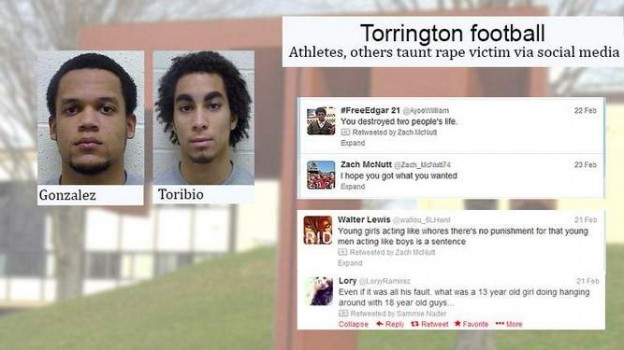 Torrington football
Athletes, others taunt rape victim via social media
Gonzalez
Toribio
#FreeEdgar 21 @AyooWilliam
22 Feb
You destroyed two people's life.
Retweeted by Zach McNutt
Expand
Zach McNutt @Zach_McNutt74
23 Feb
I hope you got what you wanted
Expand
Walter Lewis
21 Feb
Young girls acting like whores there's no punishment for that young
men acting like boys is a sentence
Retweeted by Zach McNutt
Expand
Lory @LoryyRamirez
21 Feb
Even if it was all his fault, what was a 13 year old girl doing hanging
around with 18 year old guys...
Retweeted by Sammie Nader
Collapse Reply Retweet Favorite More